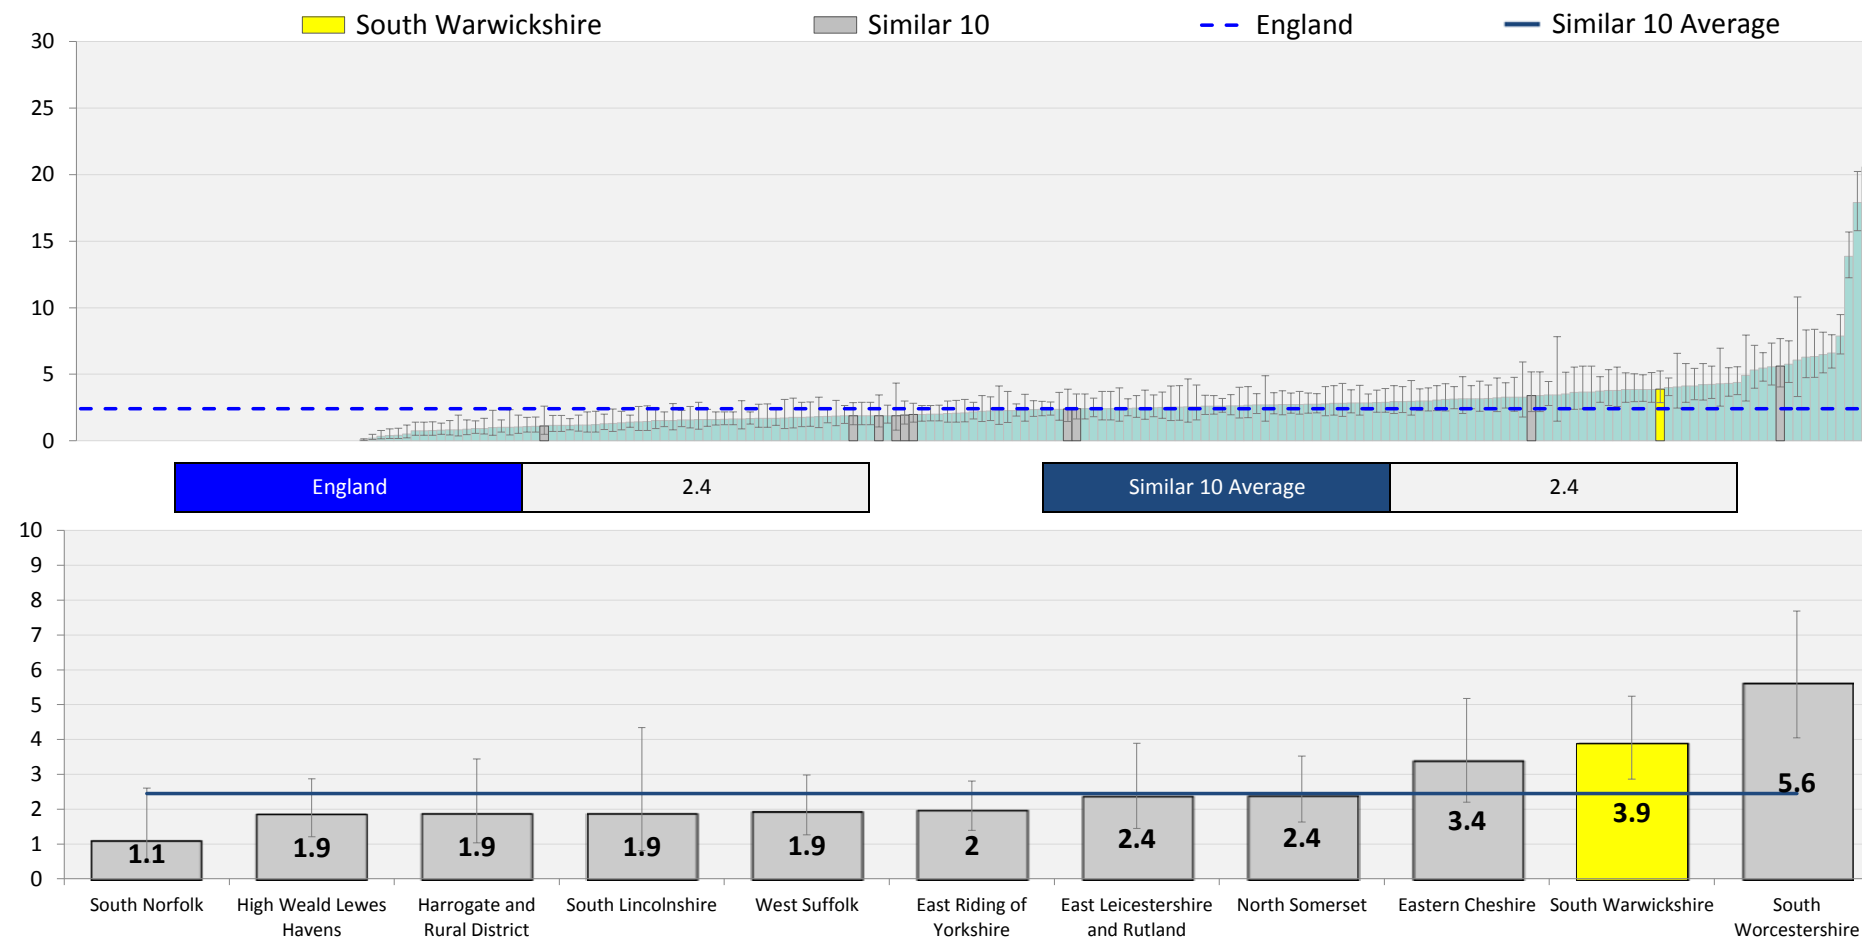 South Warwickshire
Similar 10
England
Similar 10 Average
30
25
20
15
10
5
0
England
2.4
Similar 10 Average
2.4
10
9
8
7
6
5
4
3
2
1
0
1.1
1.9
1.9
1.9
1.9
2
2.4
2.4
3.4
3.9
5.6
South Norfolk
High Weald Lewes
Havens
Harrogate and
Rural District
South Lincolnshire
West Suffolk
East Riding of
Yorkshire
East Leicestershire
and Rutland
North Somerset
Eastern Cheshire
South Warwickshire
South
Worcestershire